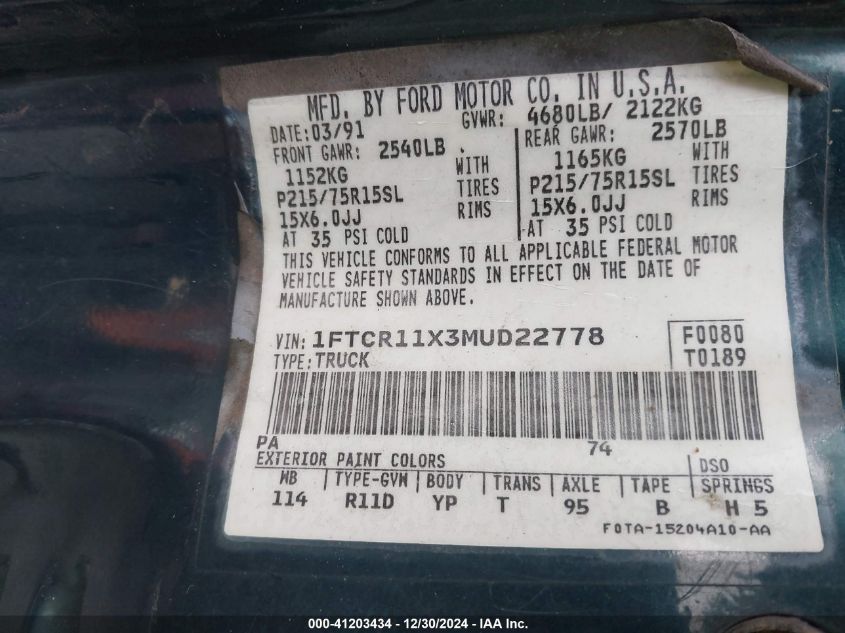 MFD. BY FORD MOTOR CO. IN U.S.A.
DATE: 03/91 GVWR: 4680LB/ 2122KG
FRONT GAWR: 2540LB REAR GAWR: 2570LB
1152KG WITH 1165KG WITH
P215/75R15SL TIRES P215/75R15SL TIRES
15X6.0JJ RIMS 15X6.0JJ RIMS
AT 35 PSI COLD AT 35 PSI COLD
THIS VEHICLE CONFORMS TO ALL APPLICABLE FEDERAL MOTOR
VEHICLE SAFETY STANDARDS IN EFFECT ON THE DATE OF
MANUFACTURE SHOWN ABOVE.
VIN: 1FTCR11X3MUD22778 F0080
TYPE: TRUCK T0189
PA 74
EXTERIOR PAINT COLORS DSO
WB TYPE-GVW BODY TRANS AXLE TAPE SPRINGS
114 R11D YP T 95 B H 5
F0TA-15204A10-AA
000-41203434 - 12/30/2024 - IAA Inc.